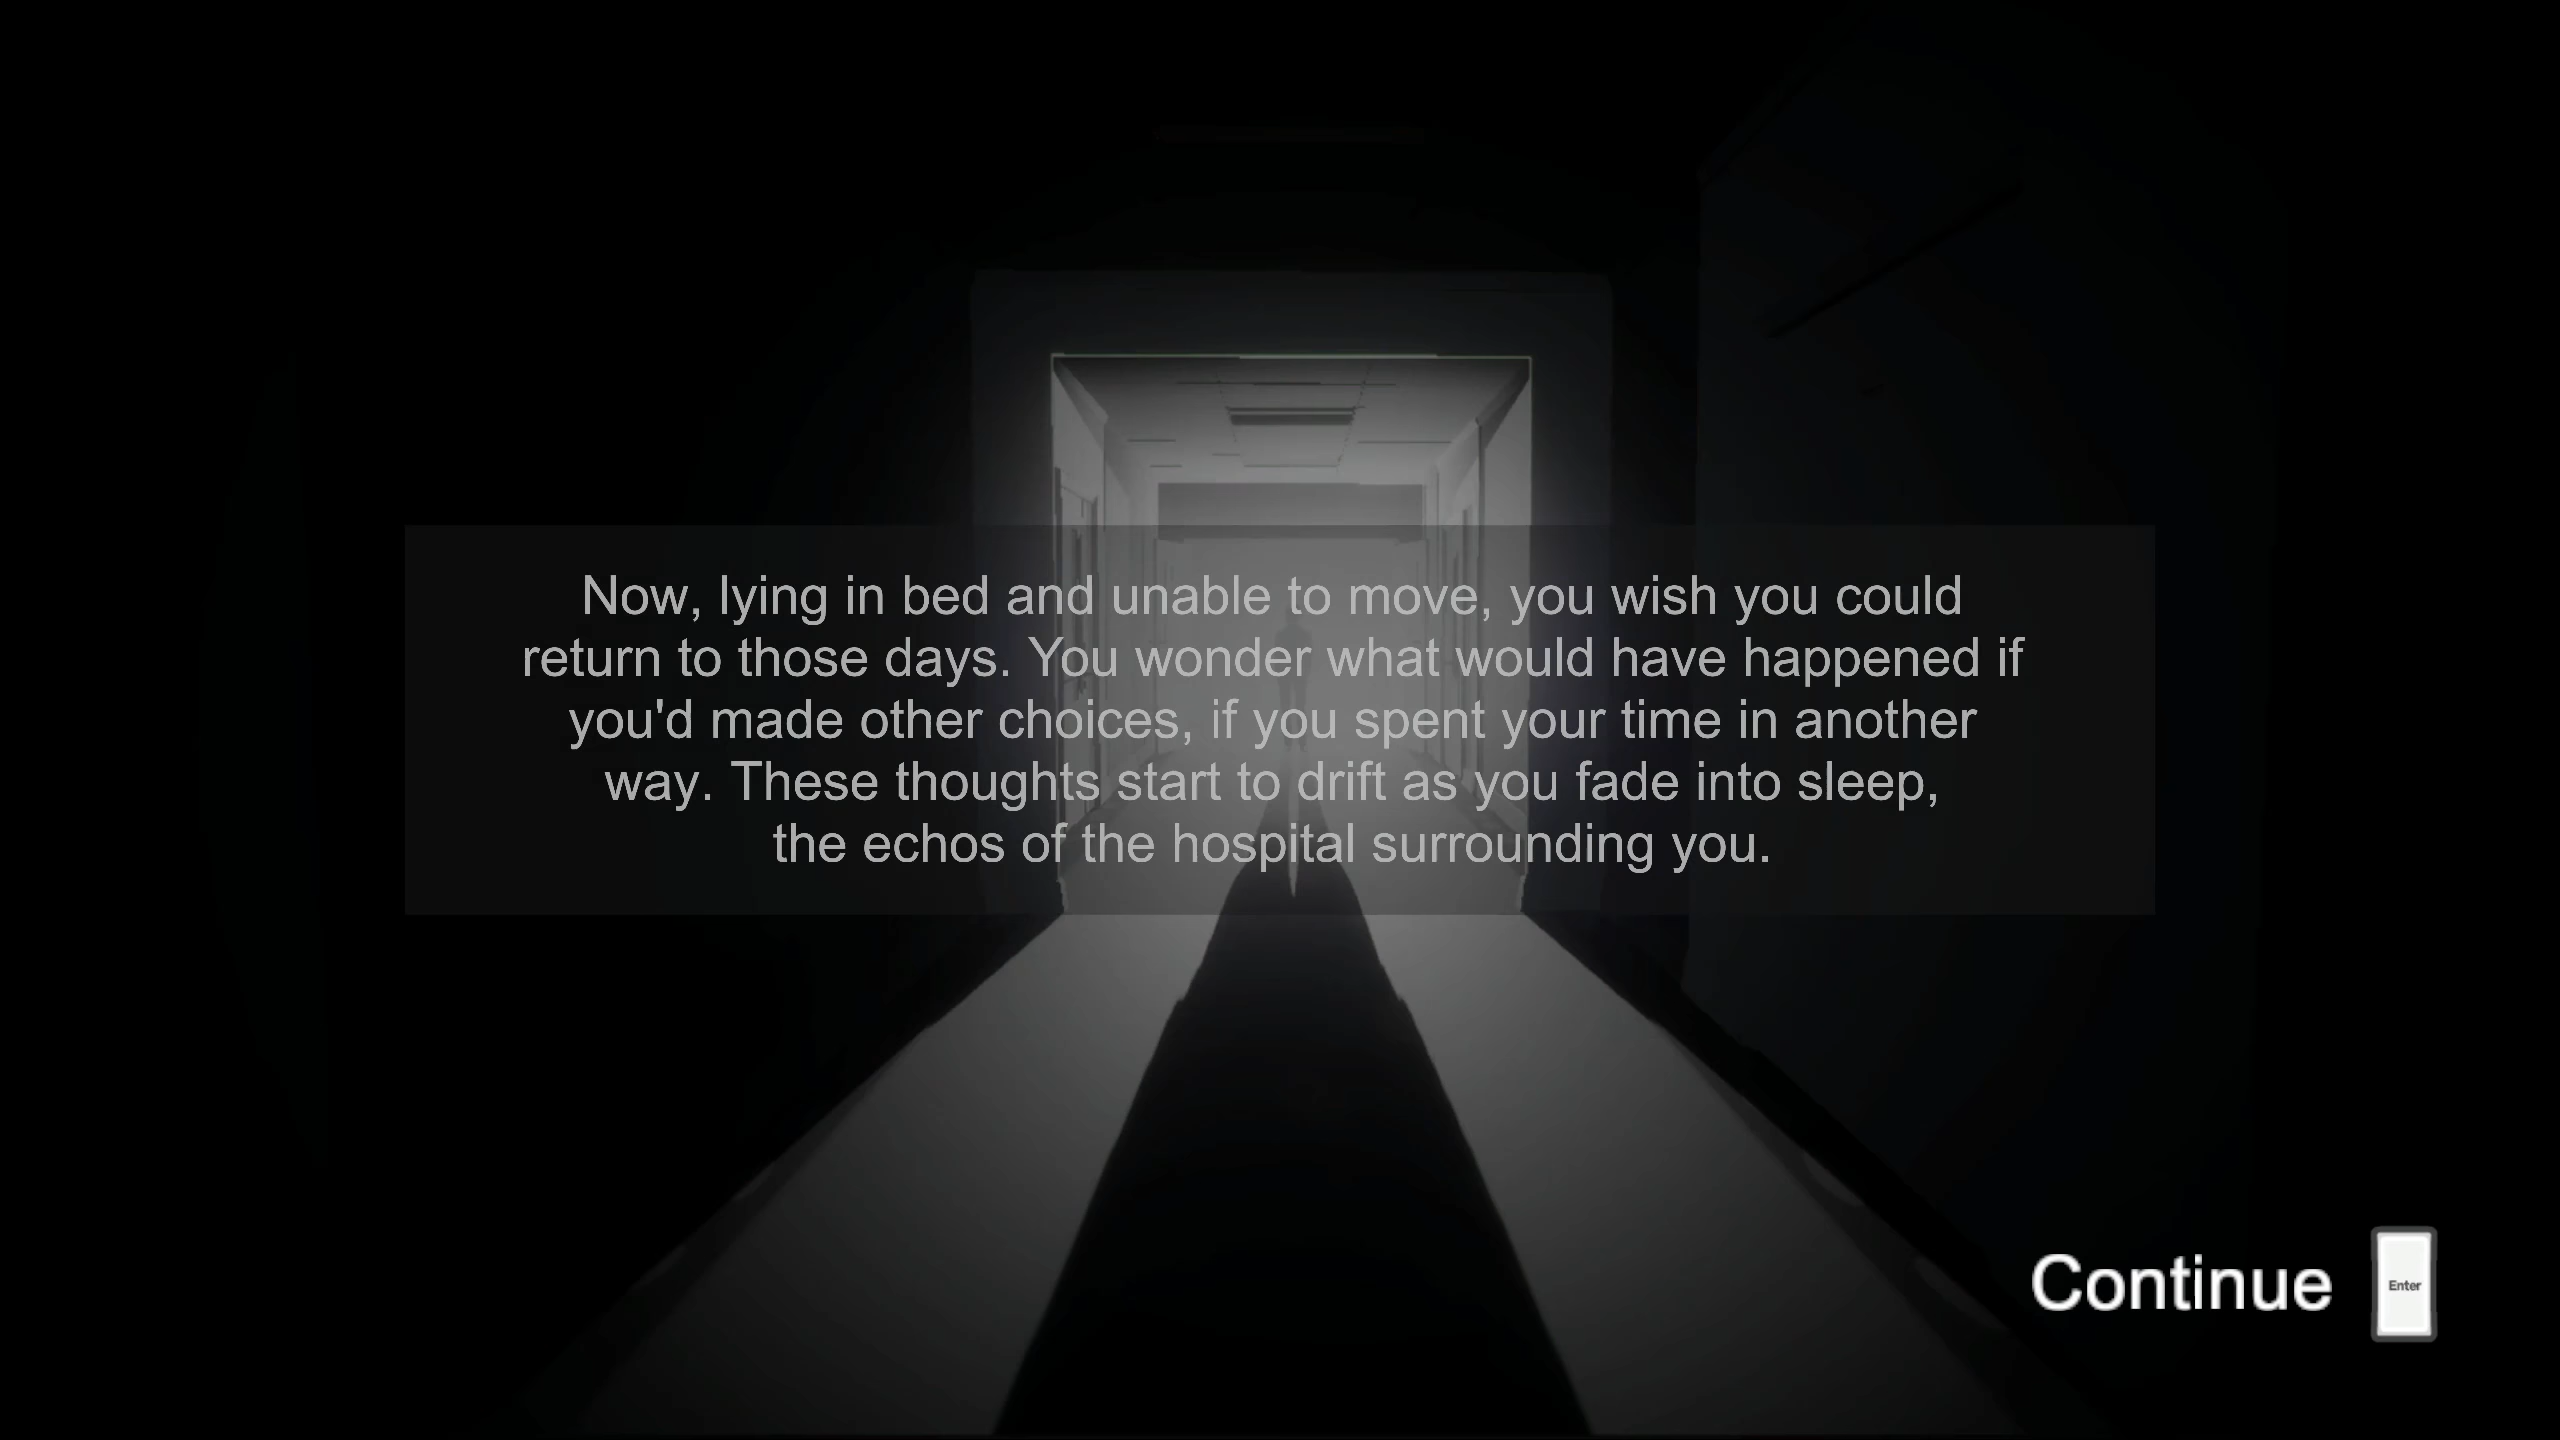 Now, lying in bed and unable to move, you wish you could
return to those days. You wonder what would have happened if
you'd made other choices, if you spent your time in another
way. These thoughts start to drift as you fade into sleep,
the echos of the hospital surrounding you.
Continue
Enter